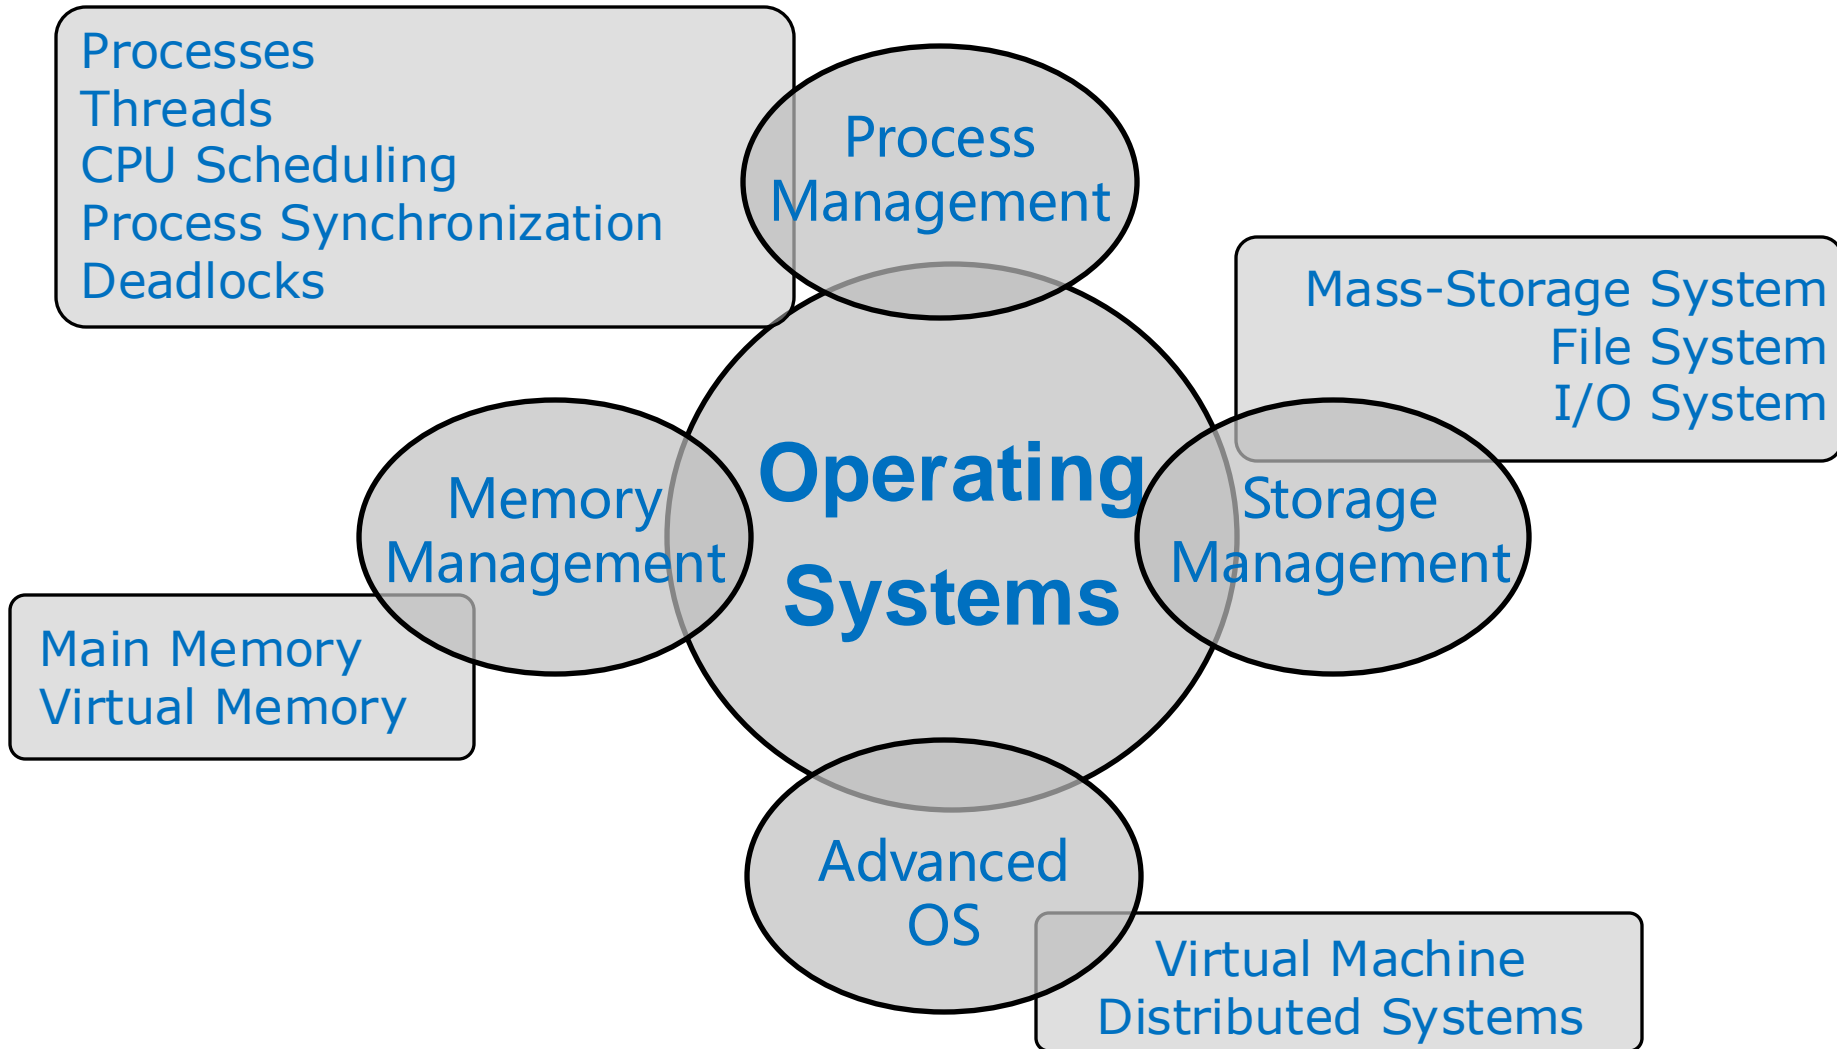 Processes
Threads
CPU Scheduling
Process Synchronization
Deadlocks
Process
Management
Mass-Storage System
File System
I/O System
Operating
Systems
Memory
Management
Storage
Management
Main Memory
Virtual Memory
Advanced
OS
Virtual Machine
Distributed Systems